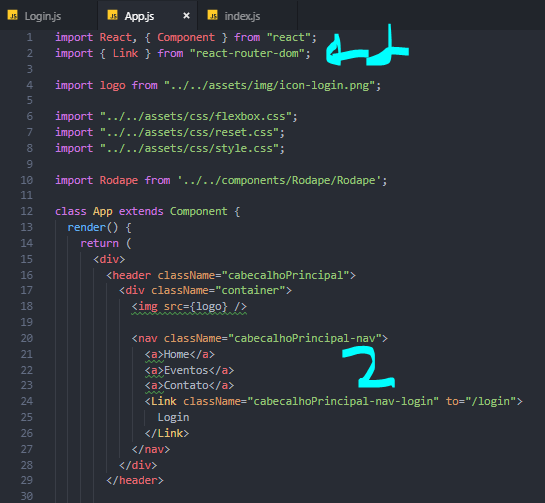 Login.js App.js × index.js
1 import React, { Component } from "react";
2 import { Link } from "react-router-dom"; 1
3
4 import logo from "../../assets/img/icon-login.png";
5
6 import "../../assets/css/flexbox.css";
7 import "../../assets/css/reset.css";
8 import "../../assets/css/style.css";
9
10 import Rodape from '../../components/Rodape/Rodape';
11
12 class App extends Component {
13 render() {
14 return (
15 <div>
16 <header className="cabecalhoPrincipal">
17 <div className="container">
18 <img src={logo} />
19
20 <nav className="cabecalhoPrincipal-nav">
21 <a>Home</a>
22 <a>Eventos</a> 2
23 <a>Contato</a>
24 <Link className="cabecalhoPrincipal-nav-login" to="/login">
25 Login
26 </Link>
27 </nav>
28 </div>
29 </header>
30